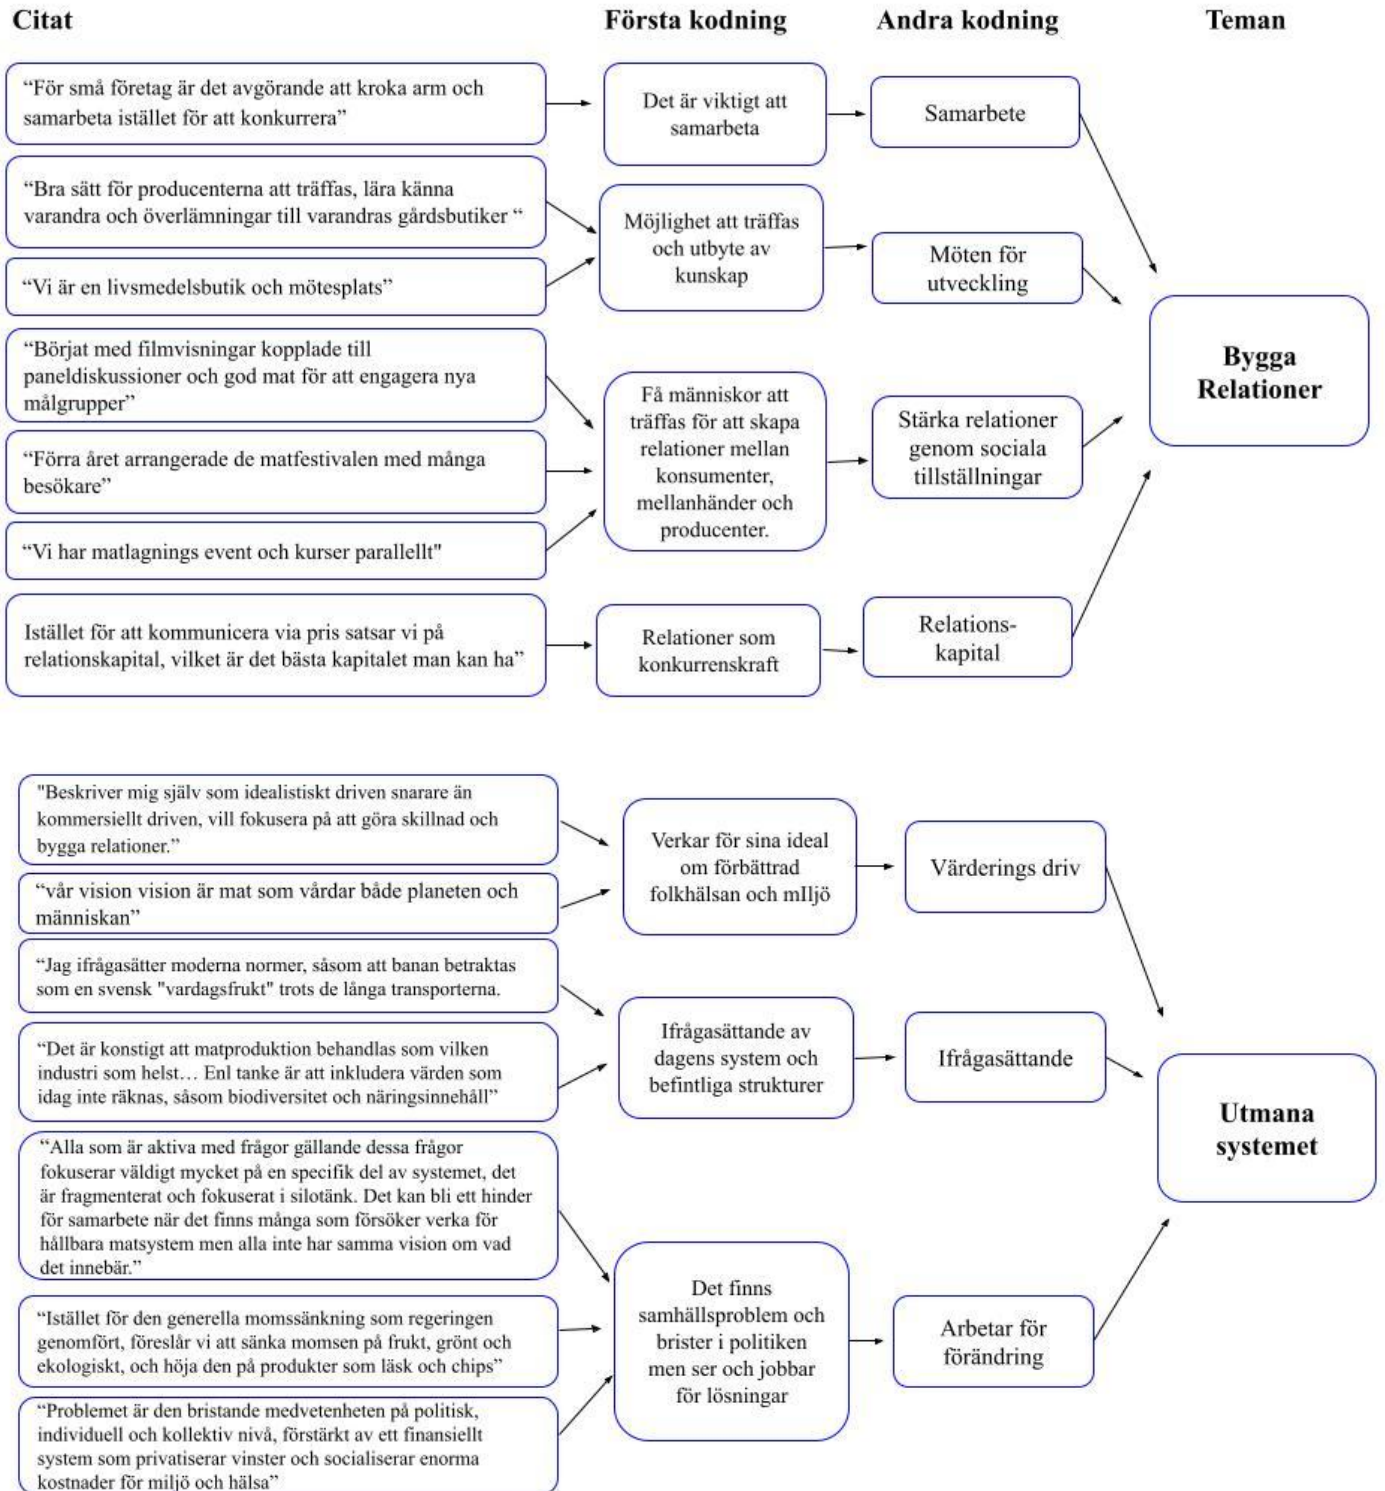 Citat
Första kodning
Andra kodning
Teman
“För små företag är det avgörande att kroka arm och
samarbeta istället för att konkurrera”
Det är viktigt att
samarbeta
Samarbete
“Bra sätt för producenterna att träffas, lära känna
varandra och överlämningar till varandras gårdsbutiker “
“Vi är en livsmedelsbutik och mötesplats”
Möjlighet att träffas
och utbyte av
kunskap
Möten för
utveckling
“Börjat med filmvisningar kopplade till
paneldiskussioner och god mat för att engagera nya
målgrupper”
“Förra året arrangerade de matfestivalen med många
besökare”
“Vi har matlagnings event och kurser parallellt"
Få människor att
träffas för att skapa
relationer mellan
konsumenter,
mellanhänder och
producenter.
Stärka relationer
genom sociala
tillställningar
Istället för att kommunicera via pris satsar vi på
relationskapital, vilket är det bästa kapitalet man kan ha”
Relationer som
konkurrenskraft
Relations-
kapital
Bygga
Relationer
"Beskriver mig själv som idealistiskt driven snarare än
kommersiellt driven, vill fokusera på att göra skillnad och
bygga relationer.”
“vår vision vision är mat som vårdar både planeten och
människan”
Verkar för sina ideal
om förbättrad
folkhälsan och mIljö
Värderings driv
“Jag ifrågasätter moderna normer, såsom att banan betraktas
som en svensk "vardagsfrukt" trots de långa transporterna.
“Det är konstigt att matproduktion behandlas som vilken
industri som helst… Enl tanke är att inkludera värden som
idag inte räknas, såsom biodiversitet och näringsinnehåll”
Ifrågasättande av
dagens system och
befintliga strukturer
Ifrågasättande
“Alla som är aktiva med frågor gällande dessa frågor
fokuserar väldigt mycket på en specifik del av systemet, det
är fragmenterat och fokuserat i silotänk. Det kan bli ett hinder
för samarbete när det finns många som försöker verka för
hållbara matsystem men alla inte har samma vision om vad
det innebär.”
“Istället för den generella momssänkning som regeringen
genomfört, föreslår vi att sänka momsen på frukt, grönt och
ekologiskt, och höja den på produkter som läsk och chips”
“Problemet är den bristande medvetenheten på politisk,
individuell och kollektiv nivå, förstärkt av ett finansiellt
system som privatiserar vinster och socialiserar enorma
kostnader för miljö och hälsa”
Det finns
samhällsproblem och
brister i politiken
men ser och jobbar
för lösningar
Arbetar för
förändring
Utmana
systemet